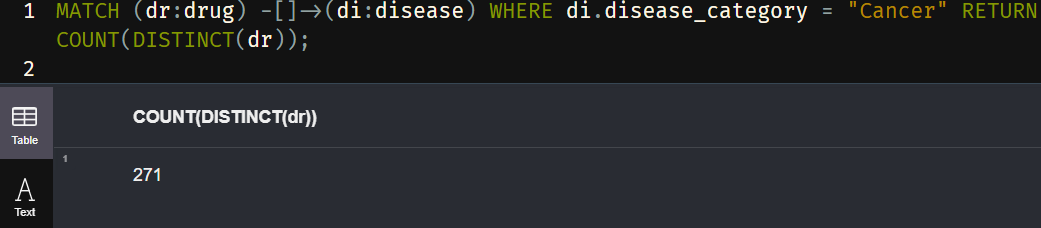 1 MATCH (dr:drug) -[]->(di:disease) WHERE di.disease_category = "Cancer" RETURN
COUNT(DISTINCT(dr));
2
Table
COUNT(DISTINCT(dr))
1
271
A
Text